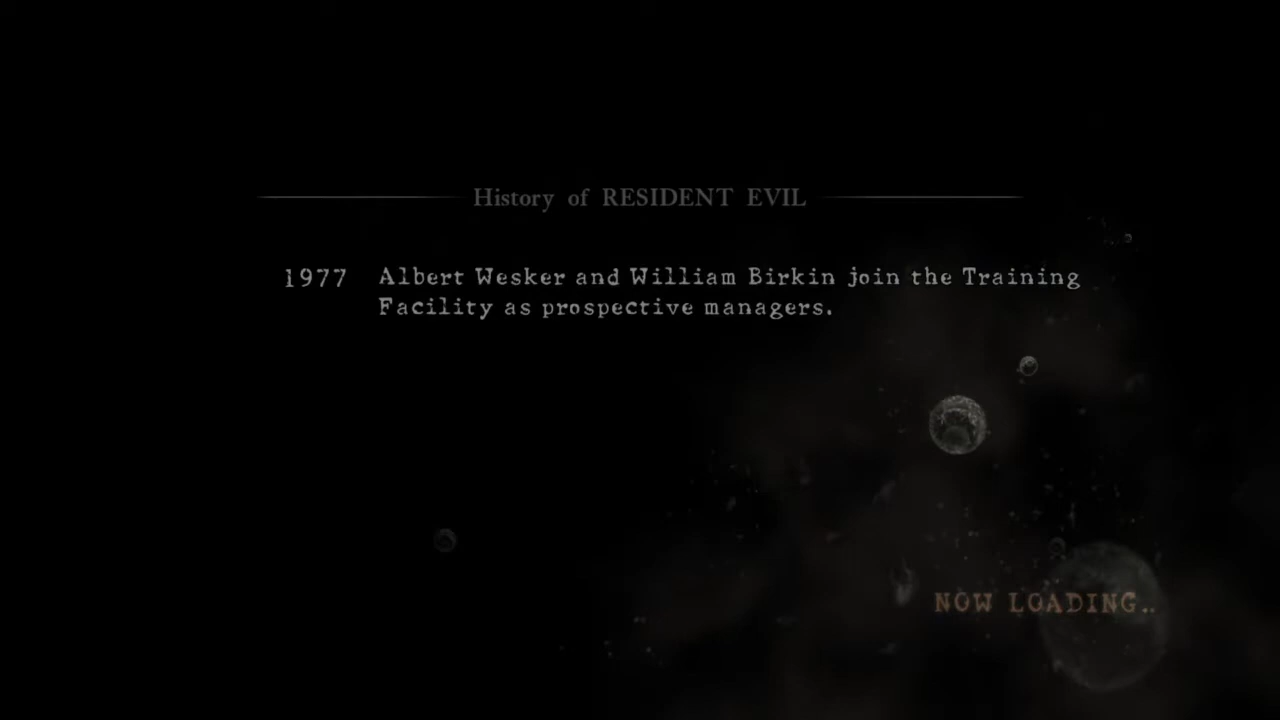 History of RESIDENT EVIL
1977 Albert Wesker and William Birkin join the Training
Facility as prospective managers.
NOW LOADING..